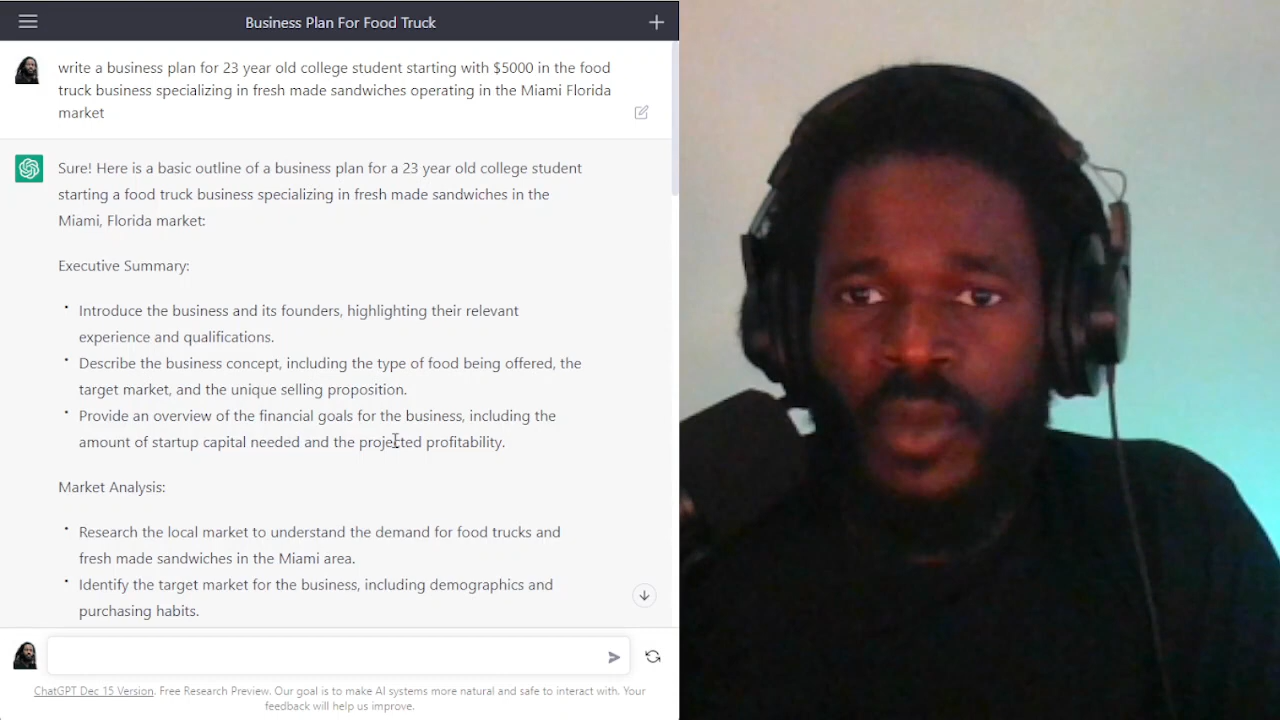 Business Plan For Food Truck
write a business plan for 23 year old college student starting with $5000 in the food
truck business specializing in fresh made sandwiches operating in the Miami Florida
market
Sure! Here is a basic outline of a business plan for a 23 year old college student
starting a food truck business specializing in fresh made sandwiches in the
Miami, Florida market:
Executive Summary:
• Introduce the business and its founders, highlighting their relevant
experience and qualifications.
• Describe the business concept, including the type of food being offered, the
target market, and the unique selling proposition.
• Provide an overview of the financial goals for the business, including the
amount of startup capital needed and the projected profitability.
Market Analysis:
• Research the local market to understand the demand for food trucks and
fresh made sandwiches in the Miami area.
• Identify the target market for the business, including demographics and
purchasing habits.
ChatGPT Dec 15 Version. Free Research Preview. Our goal is to make AI systems more natural and safe to interact with. Your
feedback will help us improve.